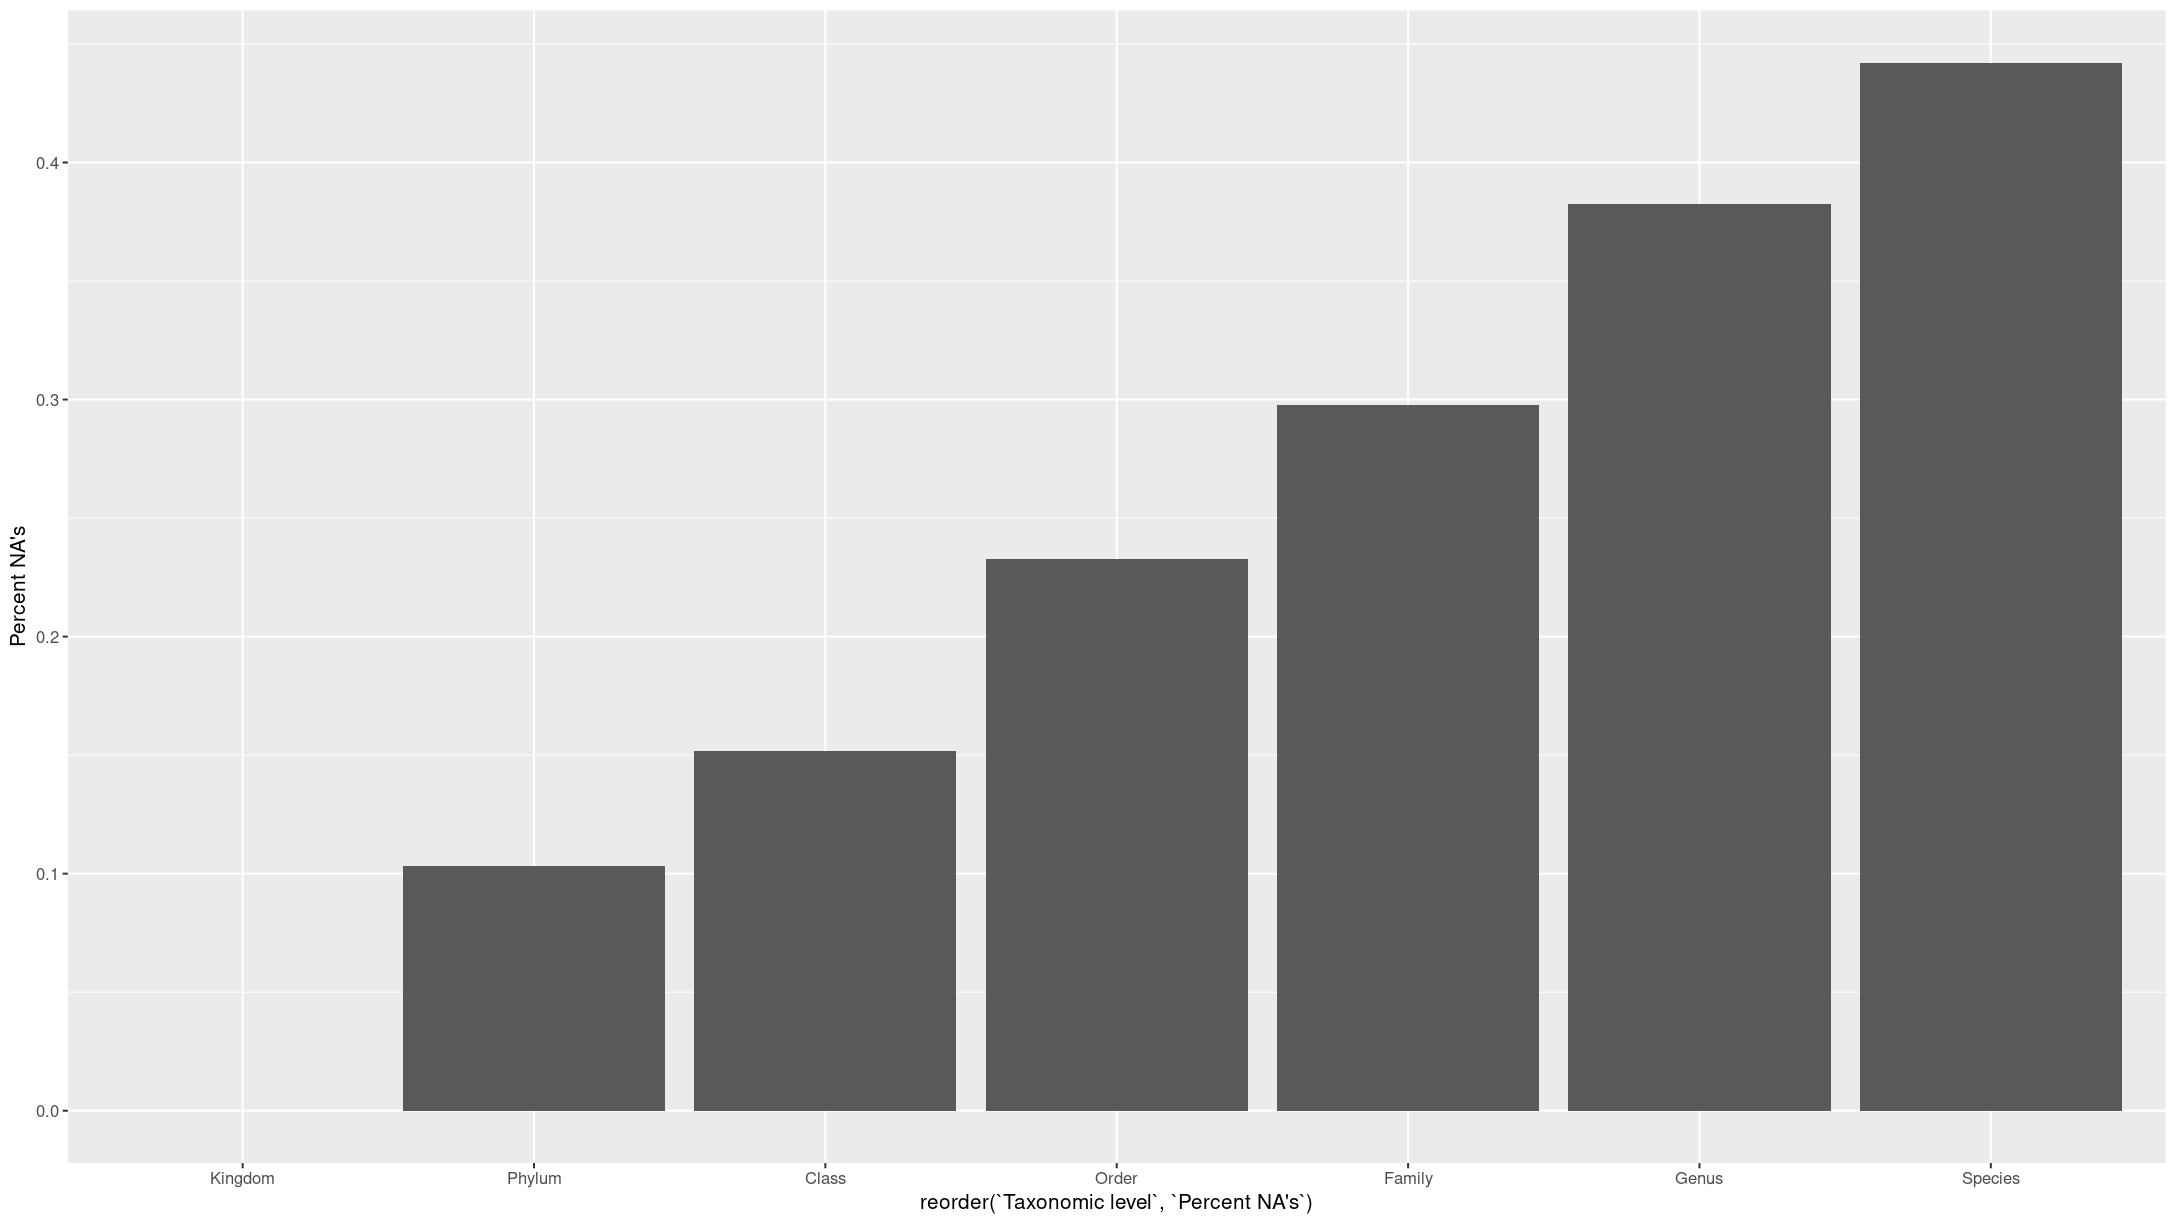 Percent NA's
0.4
0.3
0.2
0.1
0.0
Kingdom Phylum Class Order Family Genus Species
reorder(`Taxonomic level`, `Percent NA's`)